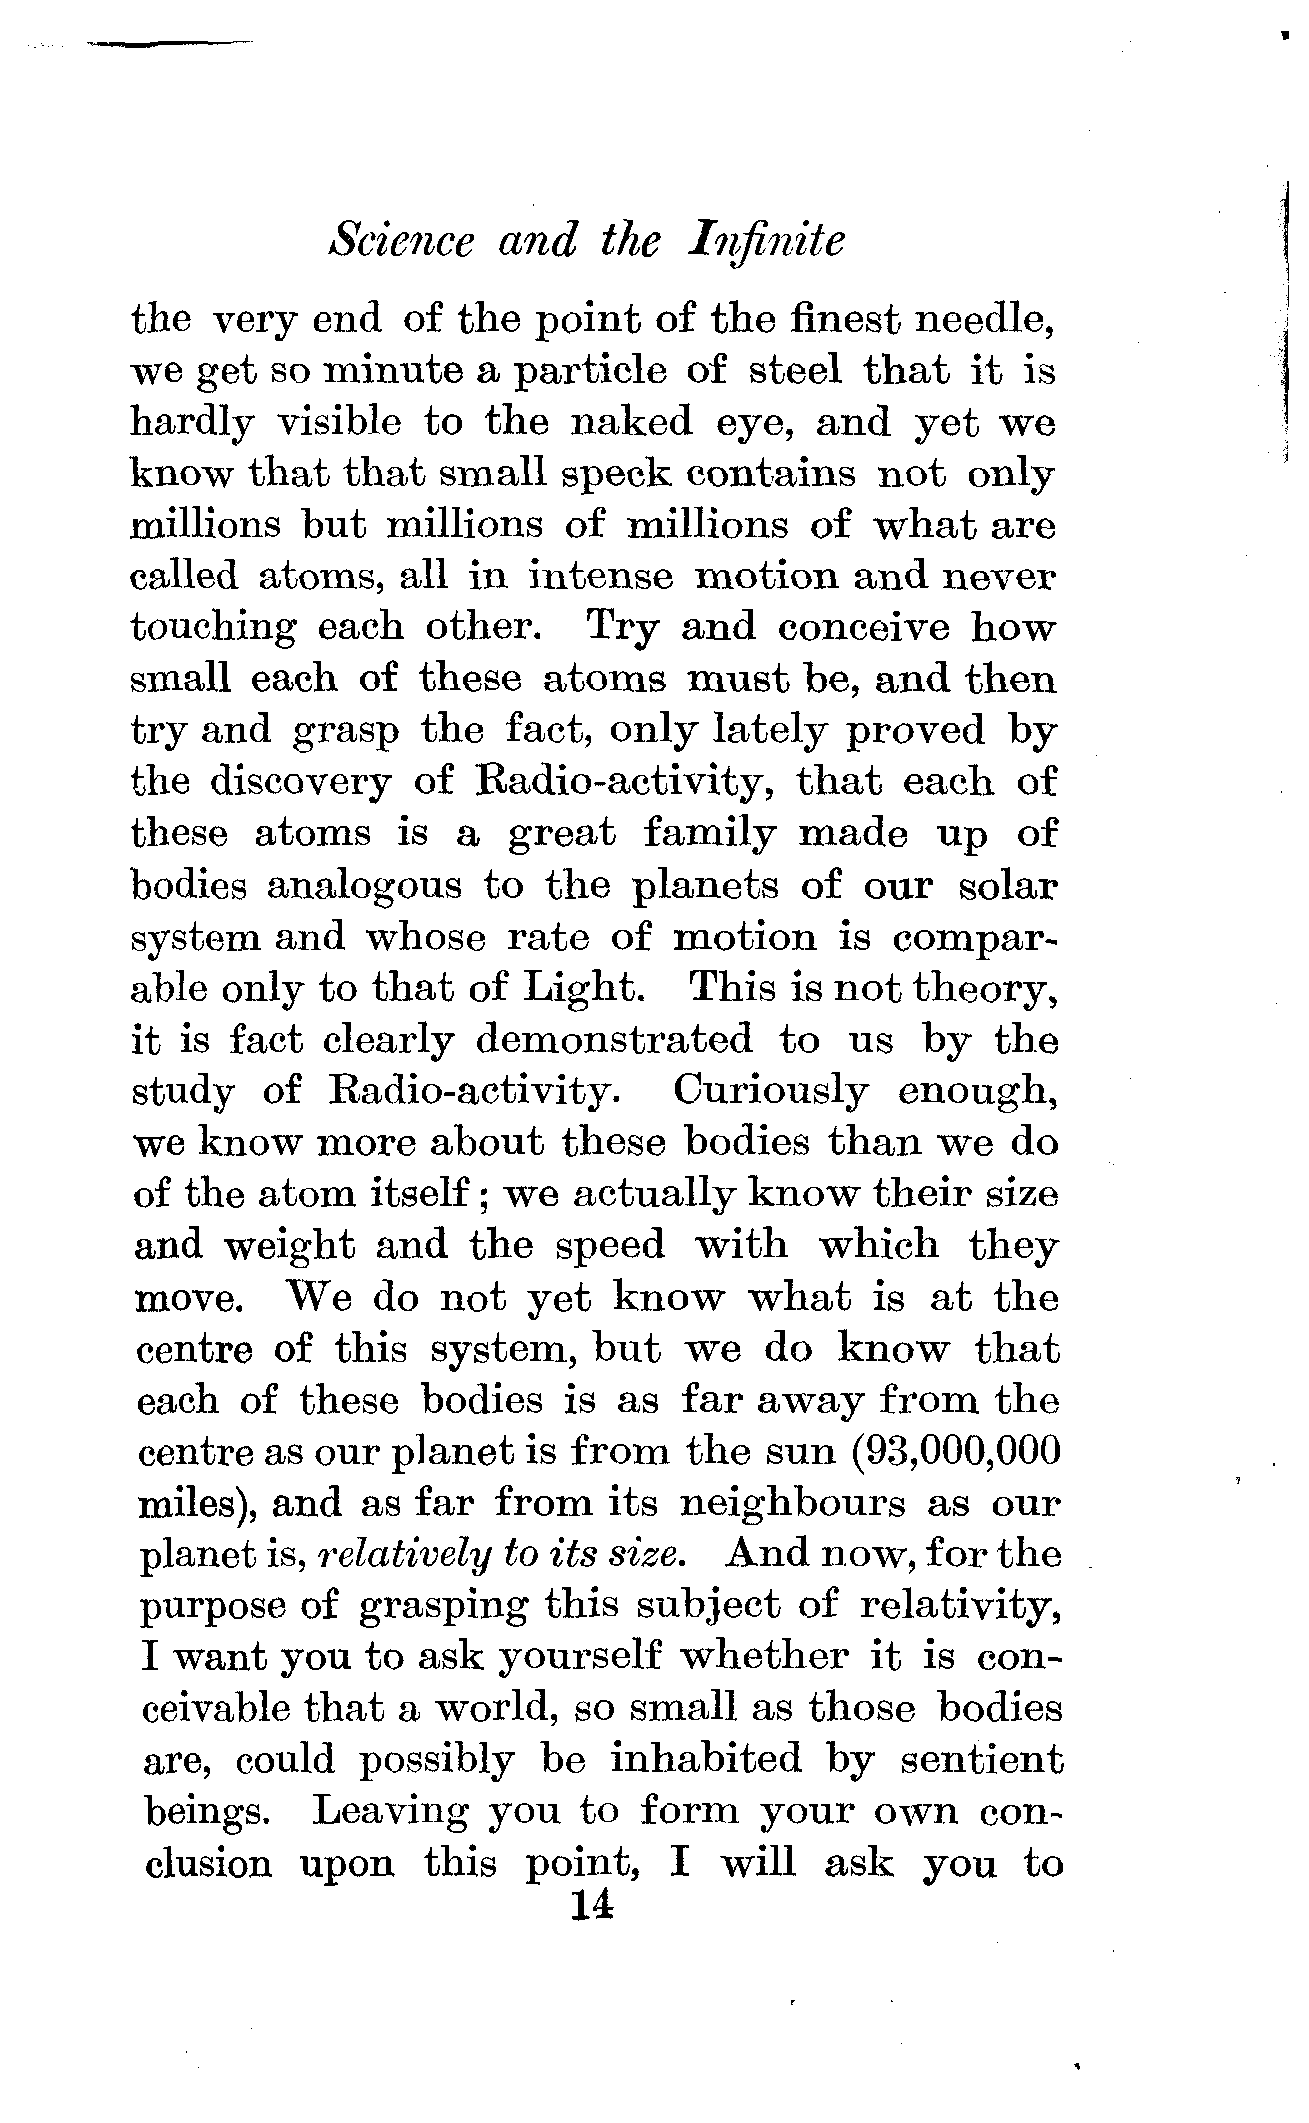 Science and the Infinite
the very end of the point of the finest needle,
we get so minute a particle of steel that it is
hardly visible to the naked eye, and yet we
know that that small speck contains not only
millions but millions of millions of what are
called atoms, all in intense motion and never
touching each other. Try and conceive how
small each of these atoms must be, and then
try and grasp the fact, only lately proved by
the discovery of Radio-activity, that each of
these atoms is a great family made up of
bodies analogous to the planets of our solar
system and whose rate of motion is compar-
able only to that of Light. This is not theory,
it is fact clearly demonstrated to us by the
study of Radio-activity. Curiously enough,
we know more about these bodies than we do
of the atom itself; we actually know their size
and weight and the speed with which they
move. We do not yet know what is at the
centre of this system, but we do know that
each of these bodies is as far away from the
centre as our planet is from the sun (93,000,000
miles), and as far from its neighbours as our
planet is, relatively to its size. And now, for the
purpose of grasping this subject of relativity,
I want you to ask yourself whether it is con-
ceivable that a world, so small as those bodies
are, could possibly be inhabited by sentient
beings. Leaving you to form your own con-
clusion upon this point, I will ask you to
14